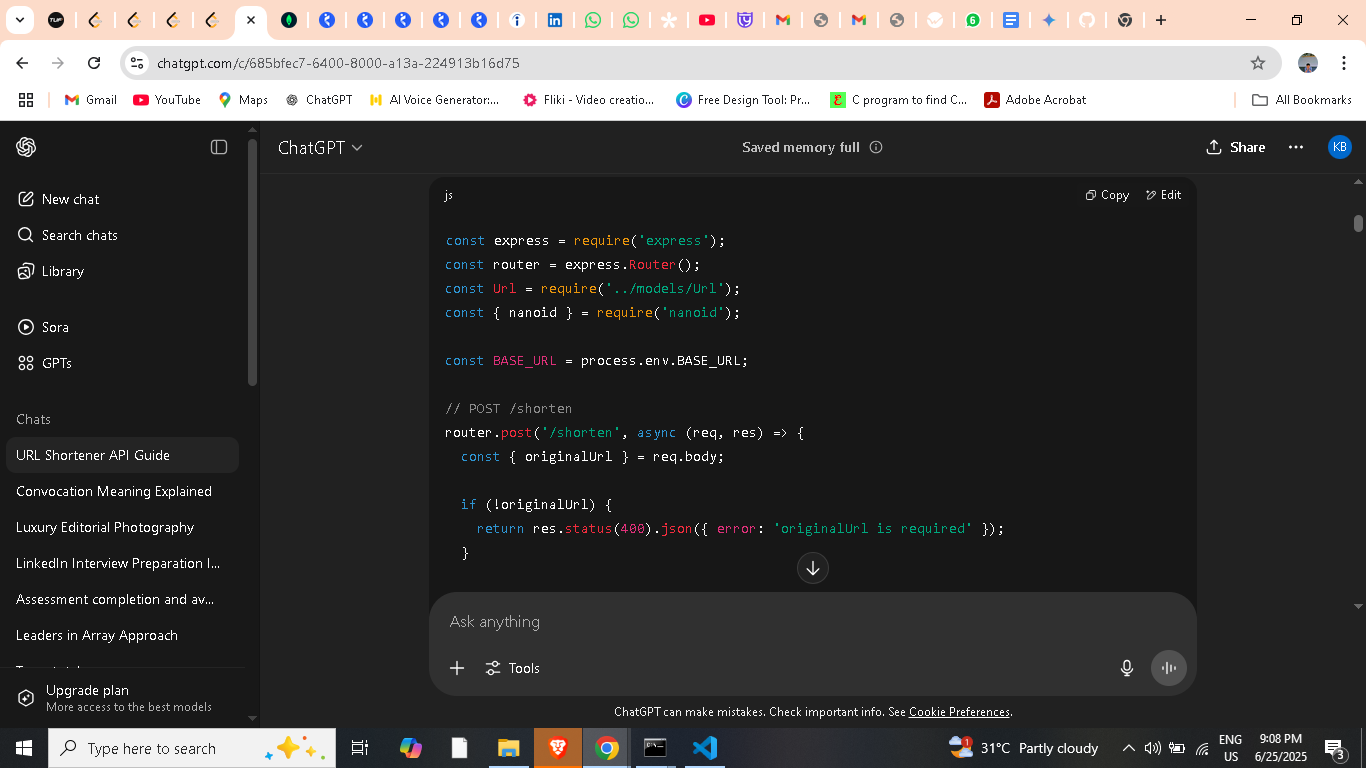 TUF
6
chatgpt.com/c/685bfec7-6400-8000-a13a-224913b16d75
Gmail
YouTube
Maps
ChatGPT
AI Voice Generator:...
Fliki - Video creatio...
Free Design Tool: Pr...
C program to find C...
Adobe Acrobat
All Bookmarks
New chat
Search chats
Library
Sora
GPTs
Chats
URL Shortener API Guide
Convocation Meaning Explained
Luxury Editorial Photography
LinkedIn Interview Preparation I...
Assessment completion and av...
Leaders in Array Approach
Upgrade plan
More access to the best models
ChatGPT
Saved memory full
Share
KB
js
Copy
Edit
const express = require('express');
const router = express.Router();
const Url = require('../models/Url');
const { nanoid } = require('nanoid');
const BASE_URL = process.env.BASE_URL;
// POST /shorten
router.post('/shorten', async (req, res) => {
const { originalUrl } = req.body;
if (!originalUrl) {
return res.status(400).json({ error: 'originalUrl is required' });
}
Ask anything
Tools
ChatGPT can make mistakes. Check important info. See Cookie Preferences.
Type here to search
1
31°C Partly cloudy
ENG
US
9:08 PM
6/25/2025
3